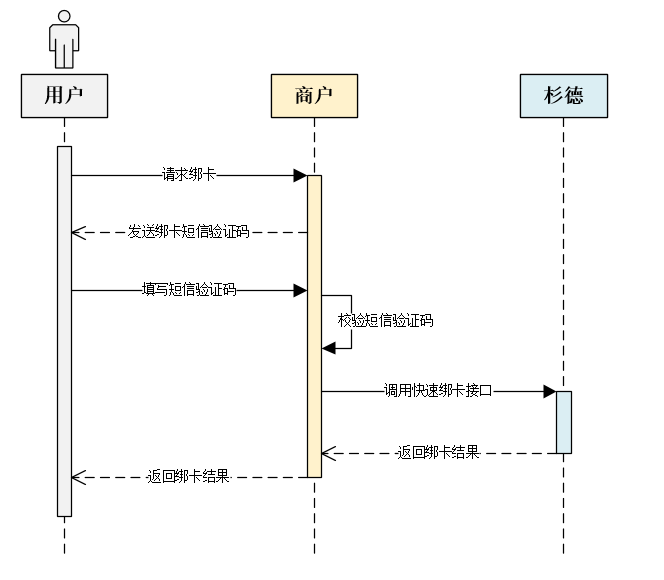 用户
商户
杉德
请求绑卡
发送绑卡短信验证码
填写短信验证码
校验短信验证码
调用快速绑卡接口
返回绑卡结果
返回绑卡结果